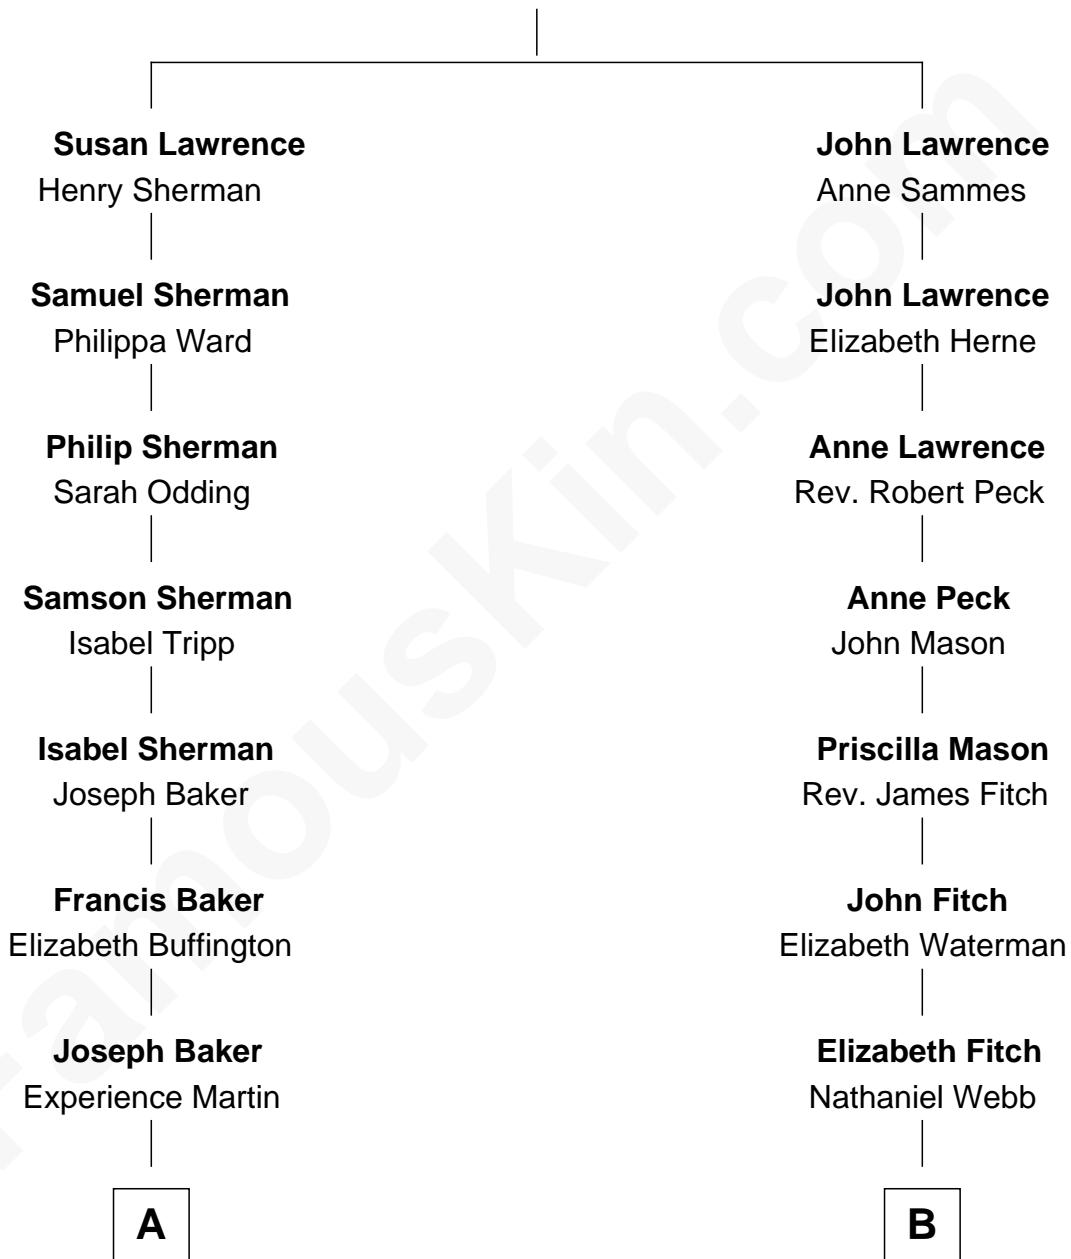 Susan Lawrence
Henry Sherman
Samuel Sherman
Philippa Ward
Philip Sherman
Sarah Odding
Samson Sherman
Isabel Tripp
Isabel Sherman
Joseph Baker
Francis Baker
Elizabeth Buffington
Joseph Baker
Experience Martin
A
John Lawrence
Anne Sammes
John Lawrence
Elizabeth Herne
Anne Lawrence
Rev. Robert Peck
Anne Peck
John Mason
Priscilla Mason
Rev. James Fitch
John Fitch
Elizabeth Waterman
Elizabeth Fitch
Nathaniel Webb
B
FamousKin.com